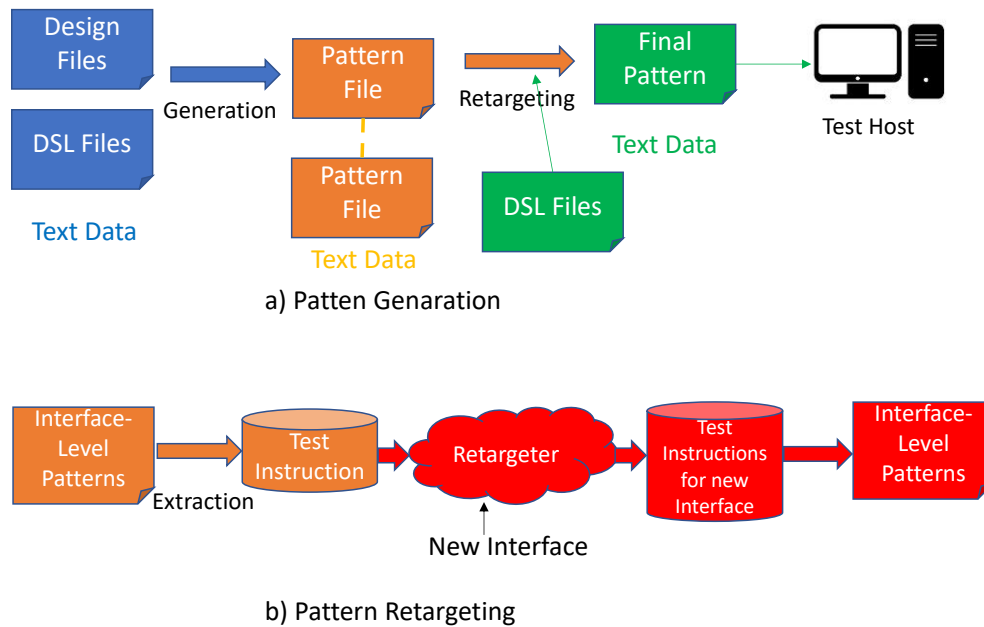 Design
Files
DSL Files
Text Data
Generation
Pattern
File
Pattern
File
Text Data
Retargeting
DSL Files
Final
Pattern
Text Data
Test Host
a) Patten Genaration
Interface-
Level
Patterns
Extraction
Test
Instruction
Retargeter
New Interface
Test
Instructions
for new
Interface
Interface-
Level
Patterns
b) Pattern Retargeting